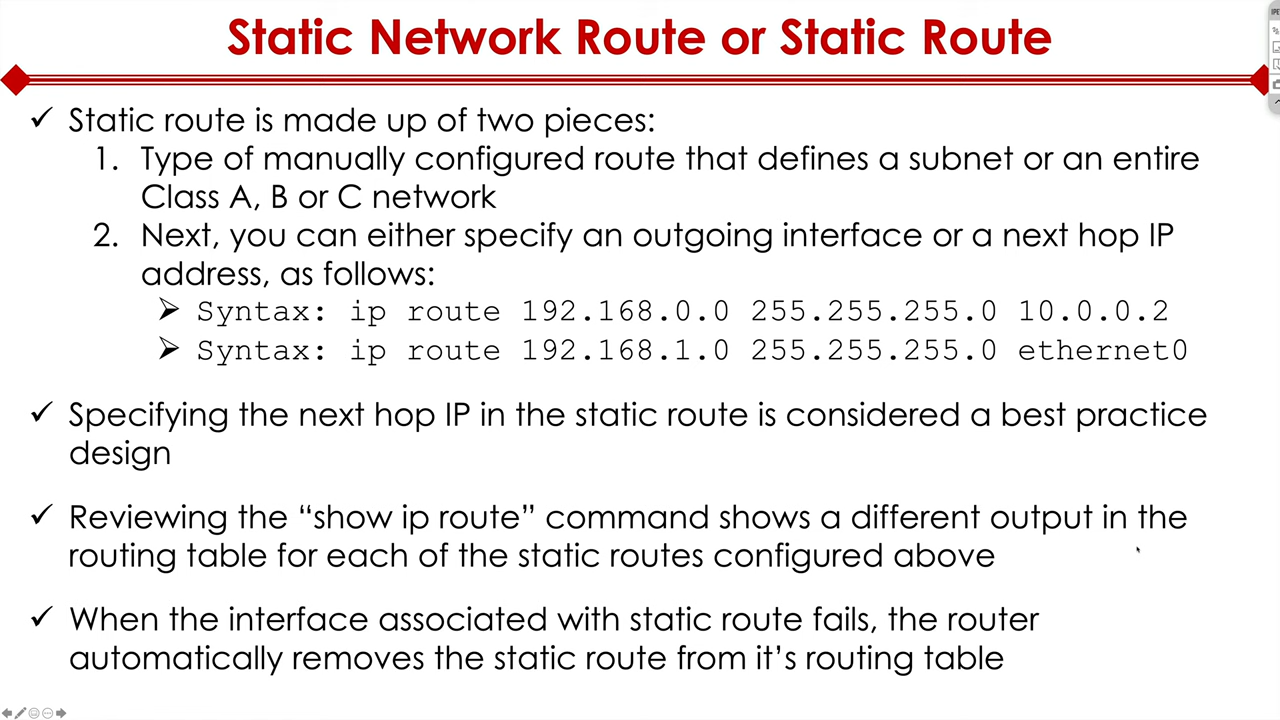 Static Network Route or Static Route
✓ Static route is made up of two pieces:
1. Type of manually configured route that defines a subnet or an entire
Class A, B or C network
2. Next, you can either specify an outgoing interface or a next hop IP
address, as follows:
➢ Syntax: ip route 192.168.0.0 255.255.255.0 10.0.0.2
➢ Syntax: ip route 192.168.1.0 255.255.255.0 ethernet0
✓ Specifying the next hop IP in the static route is considered a best practice
design
✓ Reviewing the “show ip route” command shows a different output in the
routing table for each of the static routes configured above
✓ When the interface associated with static route fails, the router
automatically removes the static route from it’s routing table